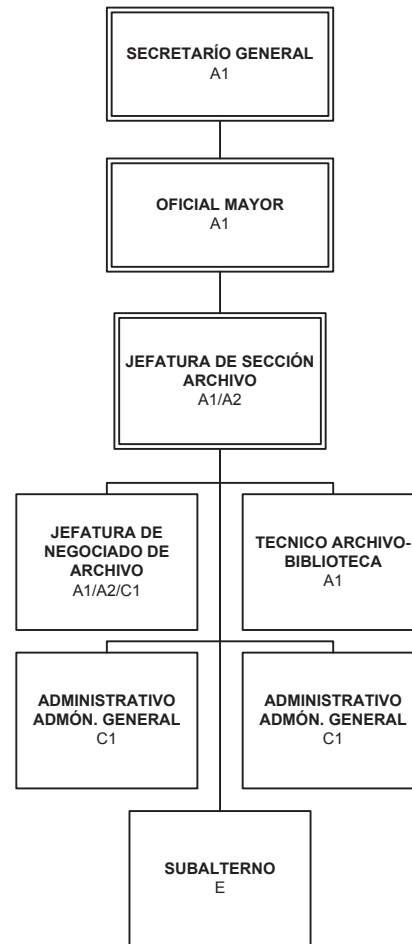 SECRETARÍO GENERAL
A1
OFICIAL MAYOR
A1
JEFATURA DE SECCIÓN
ARCHIVO
A1/A2
JEFATURA DE
NEGOCIADO DE
ARCHIVO
A1/A2/C1
TECNICO ARCHIVO-
BIBLIOTECA
A1
ADMINISTRATIVO
ADMÓN. GENERAL
C1
ADMINISTRATIVO
ADMÓN. GENERAL
C1
SUBALTERNO
E